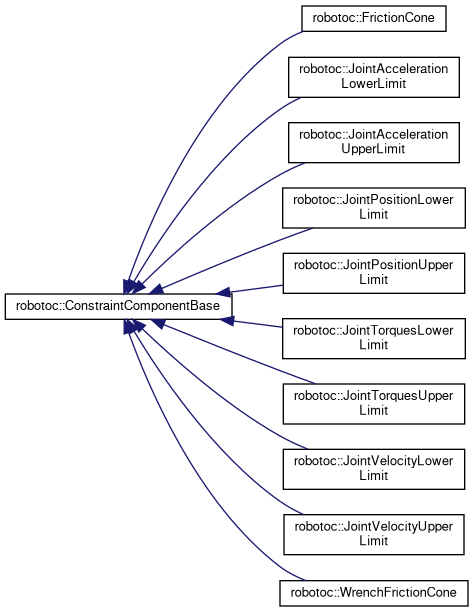 robotoc::FrictionCone
robotoc::JointAcceleration
LowerLimit
robotoc::JointAcceleration
UpperLimit
robotoc::JointPositionLower
Limit
robotoc::JointPositionUpper
Limit
robotoc::ConstraintComponentBase
robotoc::JointTorquesLower
Limit
robotoc::JointTorquesUpper
Limit
robotoc::JointVelocityLower
Limit
robotoc::JointVelocityUpper
Limit
robotoc::WrenchFrictionCone